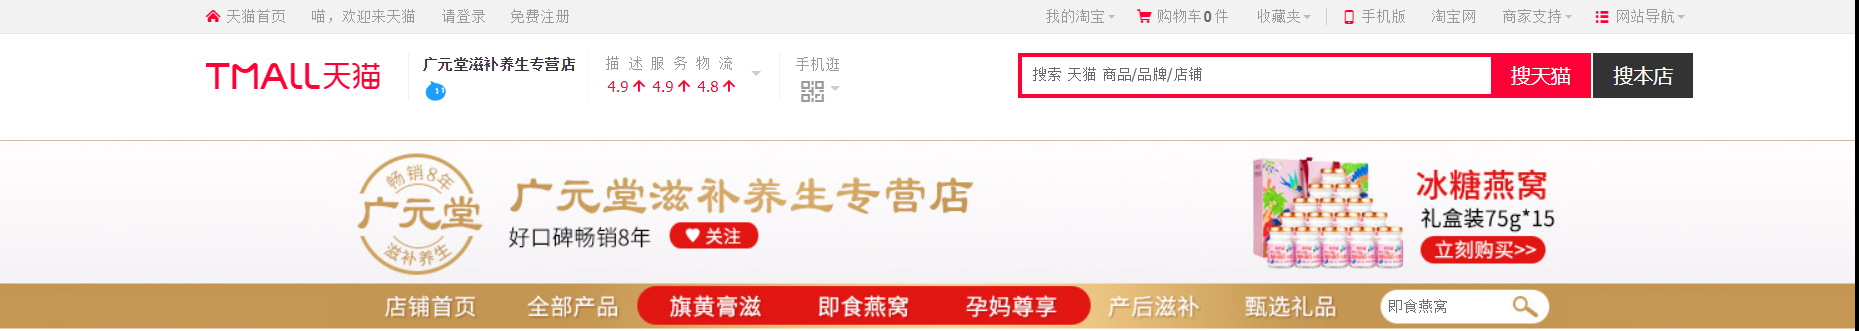 天猫首页 喵，欢迎来天猫 请登录 免费注册 我的淘宝 购物车0件 收藏夹 手机版 淘宝网 商家支持 网站导航
TMALL天猫 广元堂滋补养生专营店 描述 服务 物流 手机逛 搜索 天猫 商品/品牌/店铺 搜天猫 搜本店
4.9 4.9 4.8
畅销8年
广元堂
滋补养生
广元堂滋补养生专营店
好口碑畅销8年 关注
冰糖燕窝
礼盒装75g*15
立刻购买>>
店铺首页 全部产品 旗黄膏滋 即食燕窝 孕妈尊享 产后滋补 甄选礼品 即食燕窝